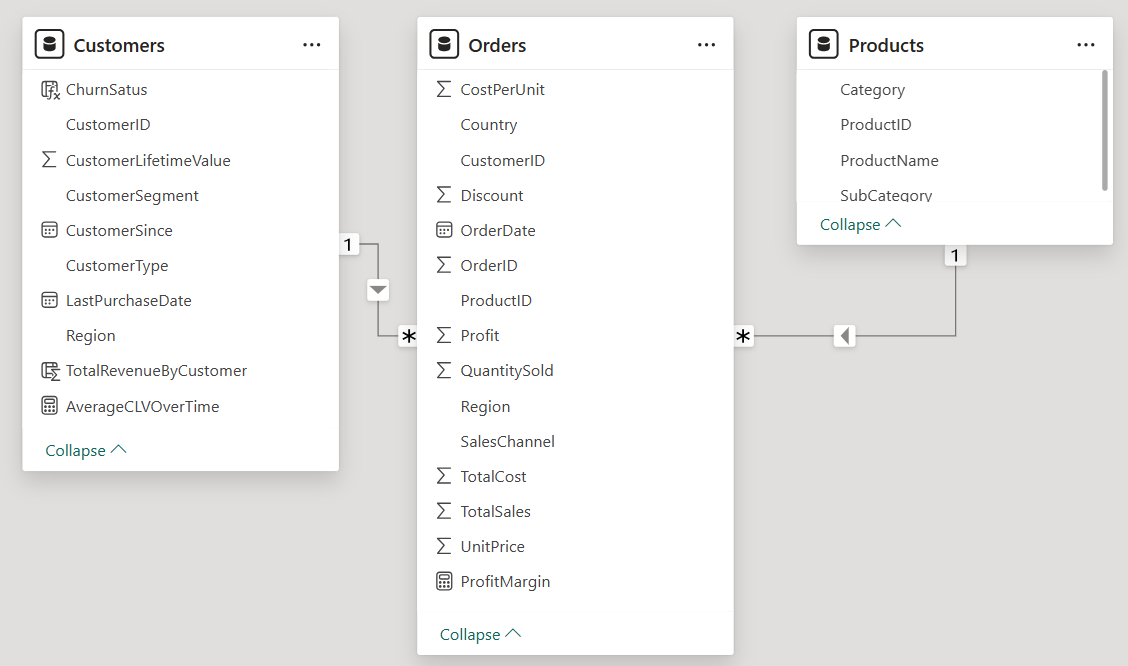 Customers
ChurnSatus
CustomerID
CustomerLifetimeValue
CustomerSegment
CustomerSince
CustomerType
LastPurchaseDate
Region
TotalRevenueByCustomer
AverageCLVOverTime
Collapse
1
*
Orders
CostPerUnit
Country
CustomerID
Discount
OrderDate
OrderID
ProductID
Profit
QuantitySold
Region
SalesChannel
TotalCost
TotalSales
UnitPrice
ProfitMargin
Collapse
*
1
Products
Category
ProductID
ProductName
SubCategory
Collapse